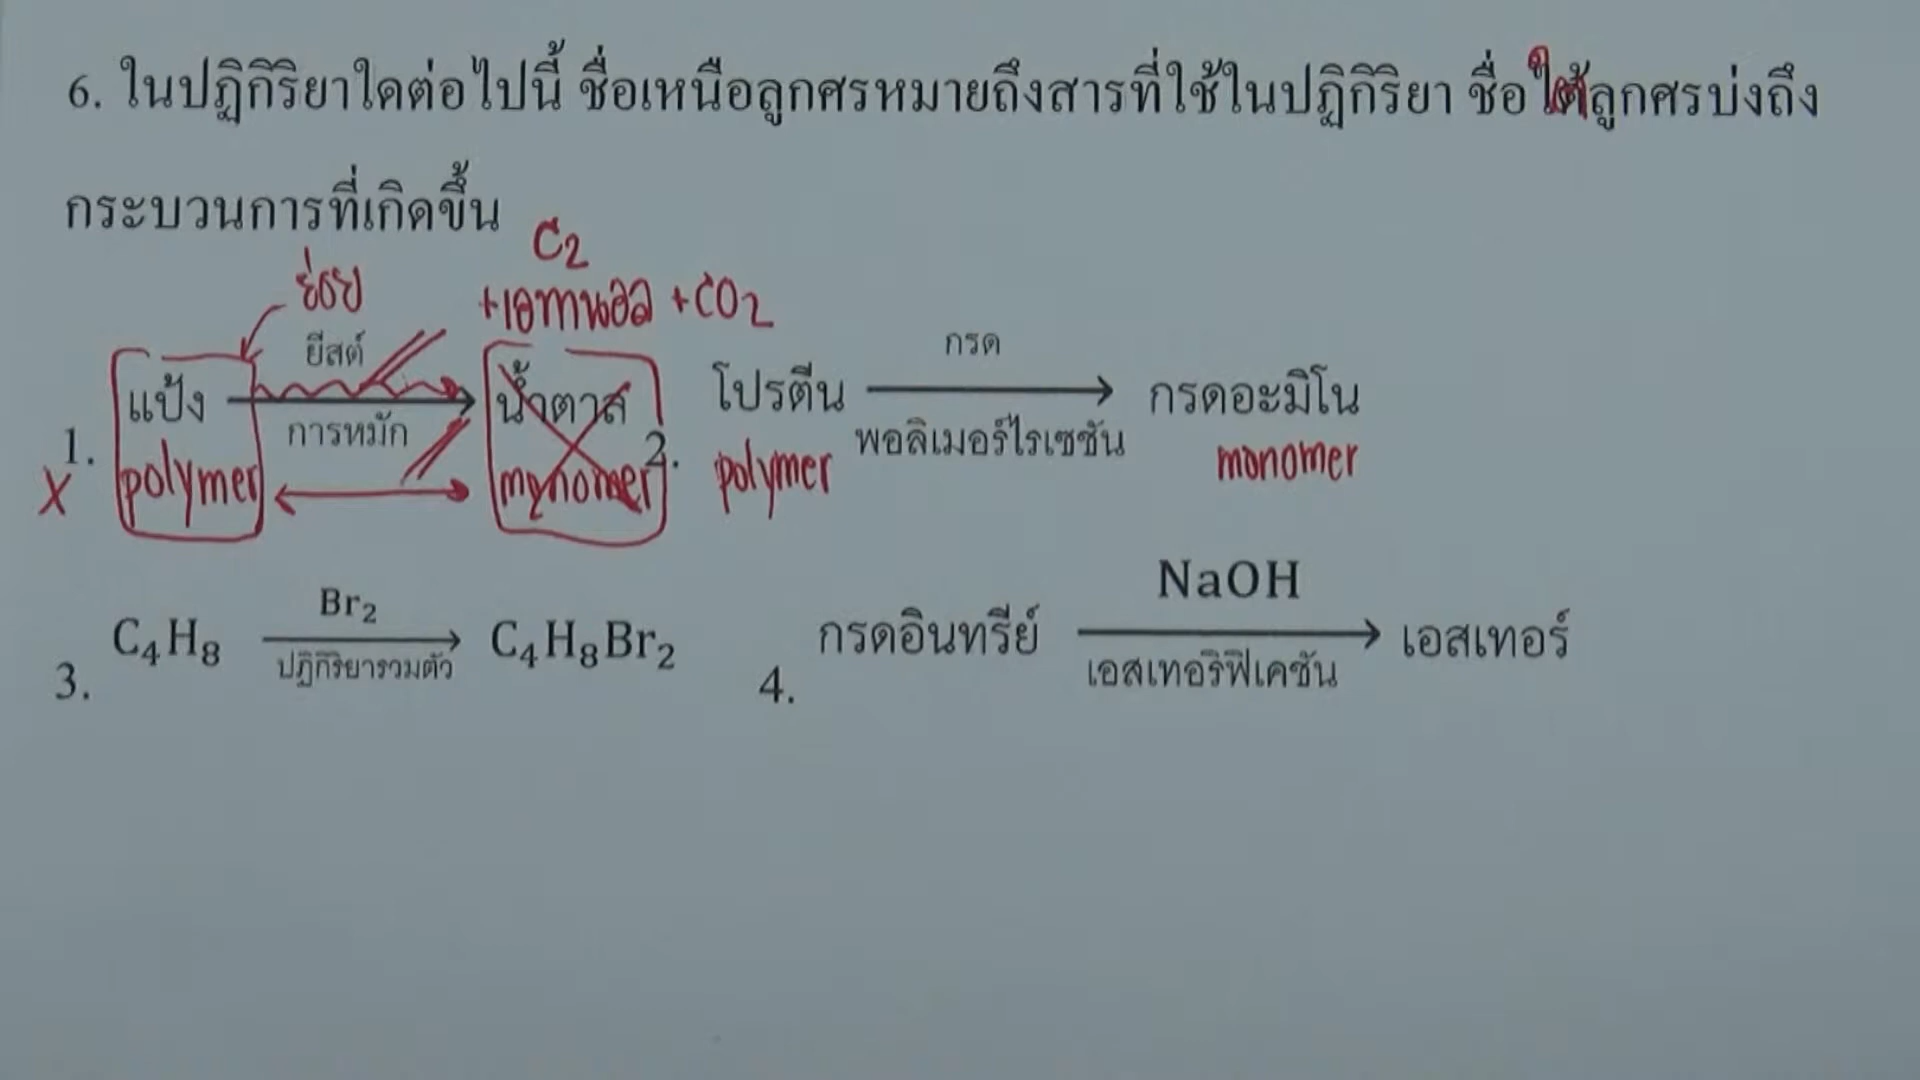 6. ในปฏิกิริยาใดต่อไปนี้ ชื่อเหนือลูกศรหมายถึงสารที่ใช้ในปฏิกิริยา ชื่อใต้ลูกศรบ่งถึง
กระบวนการที่เกิดขึ้น
C2
ย่อย
+เอทานอล +CO2
ยีสต์
แป้ง น้ำตาล
การหมัก
1.
X polymer monomer
กรด
โปรตีน กรดอะมิโน
พอลิเมอร์ไรเซชัน
2.
polymer monomer
Br₂
C₄H₈ C₄H₈Br₂
ปฏิกิริยารวมตัว
3.
NaOH
กรดอินทรีย์ เอสเทอร์
เอสเทอริฟิเคชัน
4.